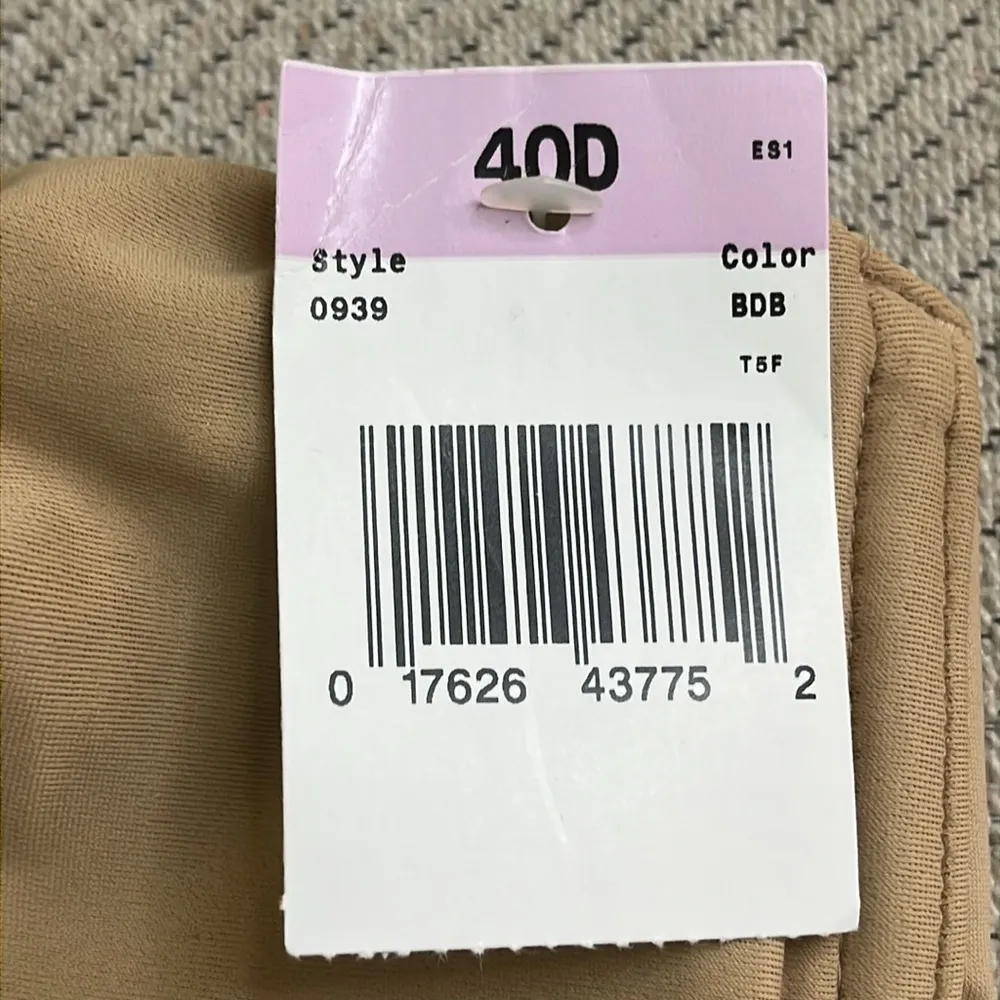 40D ES1
Style Color
0939 BDB
T5F
0 17626 43775 2